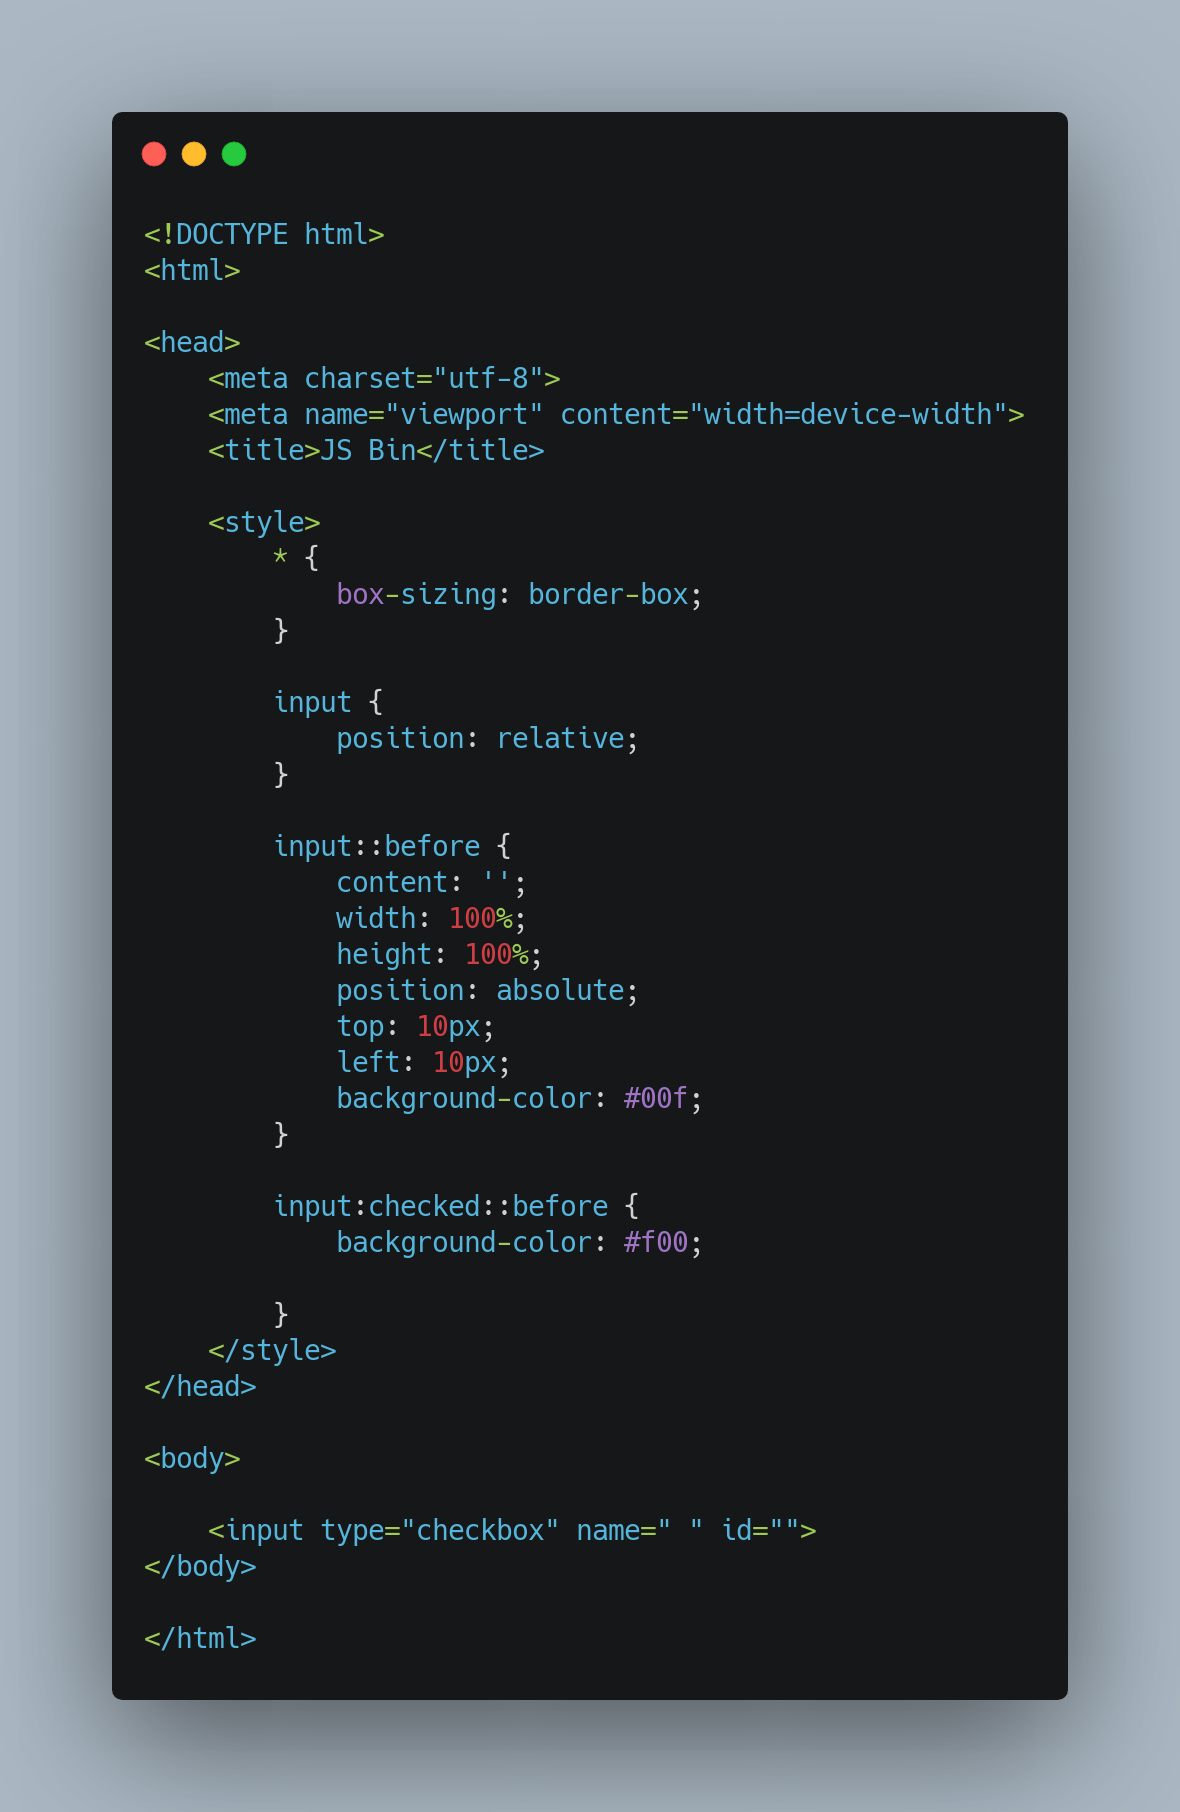 <!DOCTYPE html>
<html>
<head>
<meta charset="utf-8">
<meta name="viewport" content="width=device-width">
<title>JS Bin</title>
<style>
* {
box-sizing: border-box;
}
input {
position: relative;
}
input::before {
content: '';
width: 100%;
height: 100%;
position: absolute;
top: 10px;
left: 10px;
background-color: #00f;
}
input:checked::before {
background-color: #f00;
}
</style>
</head>
<body>
<input type="checkbox" name=" " id="">
</body>
</html>